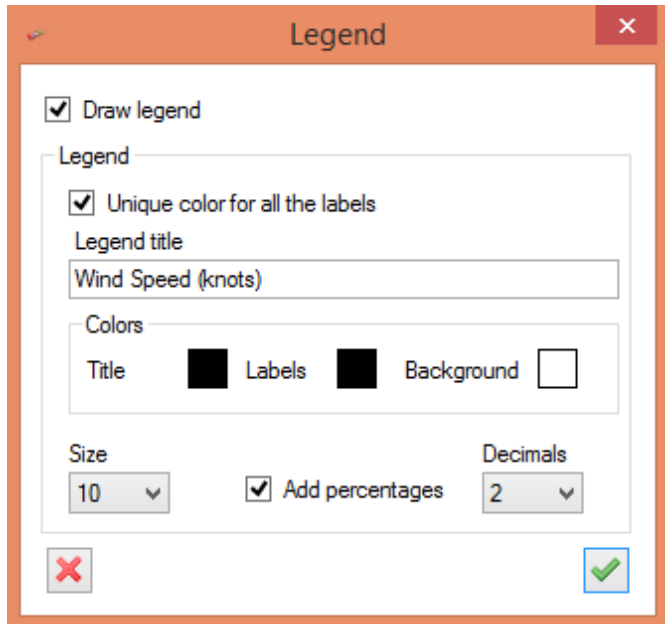 Legend
Draw legend
Legend
Unique color for all the labels
Legend title
Wind Speed (knots)
Colors
Title Labels Background
Size Decimals
10 Add percentages 2